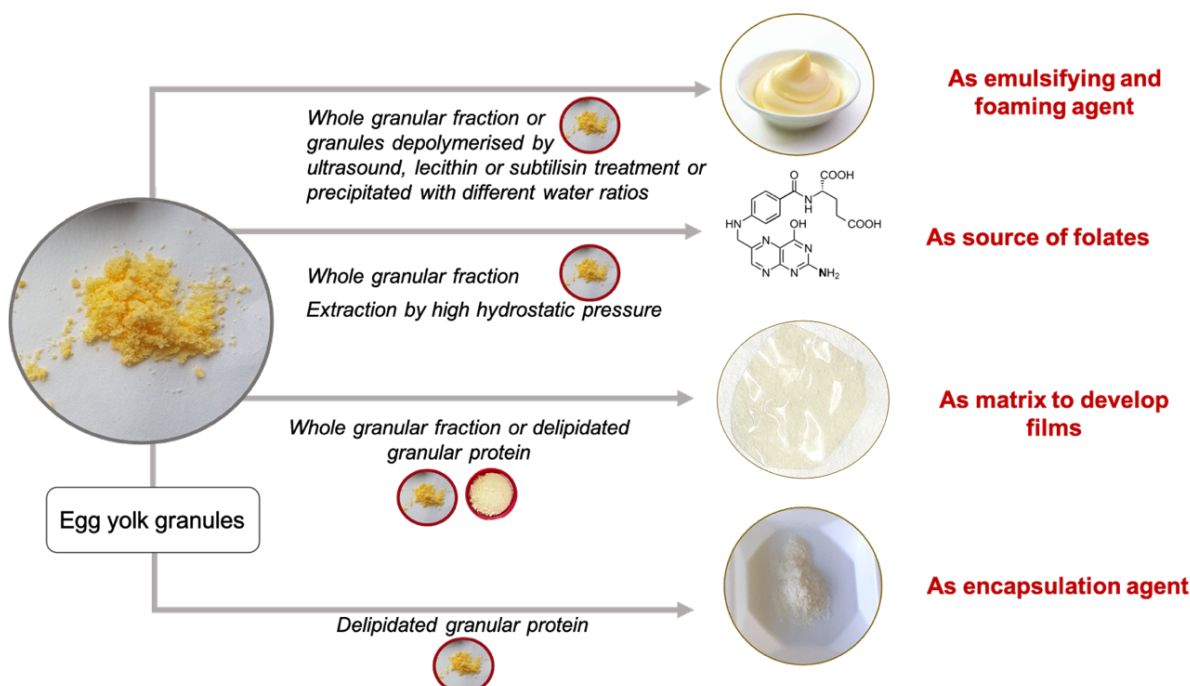 Whole granular fraction or
granules depolymerised by
ultrasound, lecithin or subtilisin treatment or
precipitated with different water ratios
As emulsifying and
foaming agent
Whole granular fraction
Extraction by high hydrostatic pressure
O
COOH
N
H
COOH
HN
OH
N
N
N
N
NH₂
As source of folates
Whole granular fraction or delipidated
granular protein
As matrix to develop
films
Egg yolk granules
Delipidated granular protein
As encapsulation agent